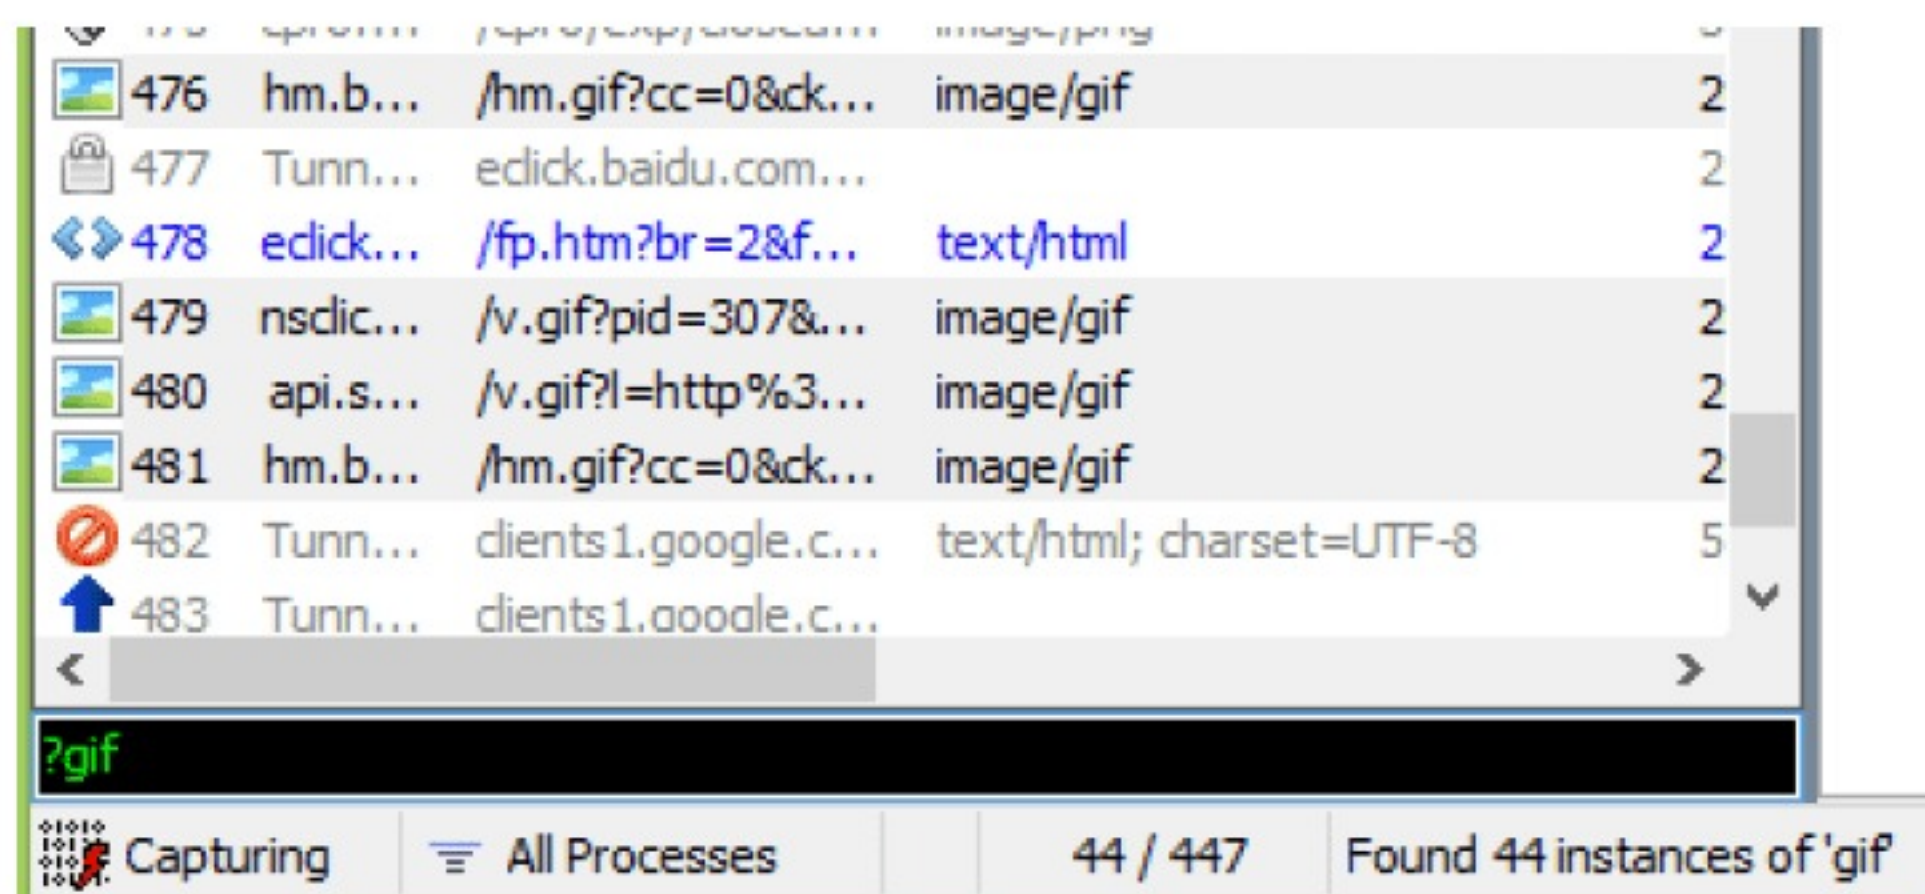 476 hm.b... /hm.gif?cc=0&ck... image/gif 2
477 Tunn... eclick.baidu.com... 2
478 eclick... /fp.htm?br=2&f... text/html 2
479 nsclic... /v.gif?pid=307&... image/gif 2
480 api.s... /v.gif?l=http%3... image/gif 2
481 hm.b... /hm.gif?cc=0&ck... image/gif 2
482 Tunn... clients1.google.c... text/html; charset=UTF-8 5
483 Tunn... clients1.google.c...
?gif
Capturing All Processes 44 / 447 Found 44 instances of 'gif'